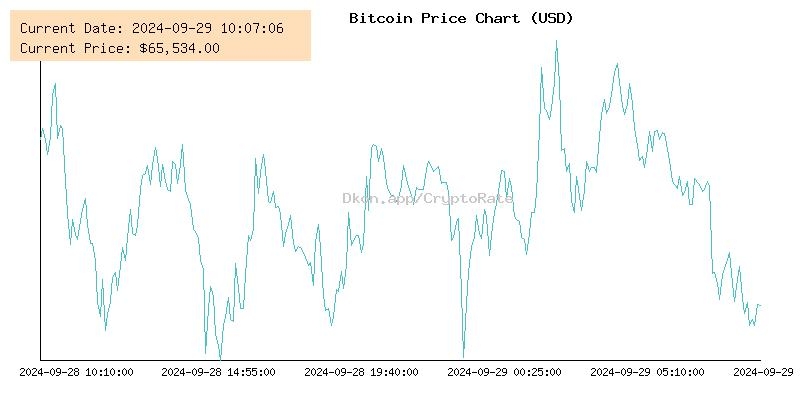 Bitcoin Price Chart (USD)
Current Date: 2024-09-29 10:07:06
Current Price: $65,534.00
Dkon.app/CryptoRate
2024-09-28 10:10:00
2024-09-28 14:55:00
2024-09-28 19:40:00
2024-09-29 00:25:00
2024-09-29 05:10:00
2024-09-29